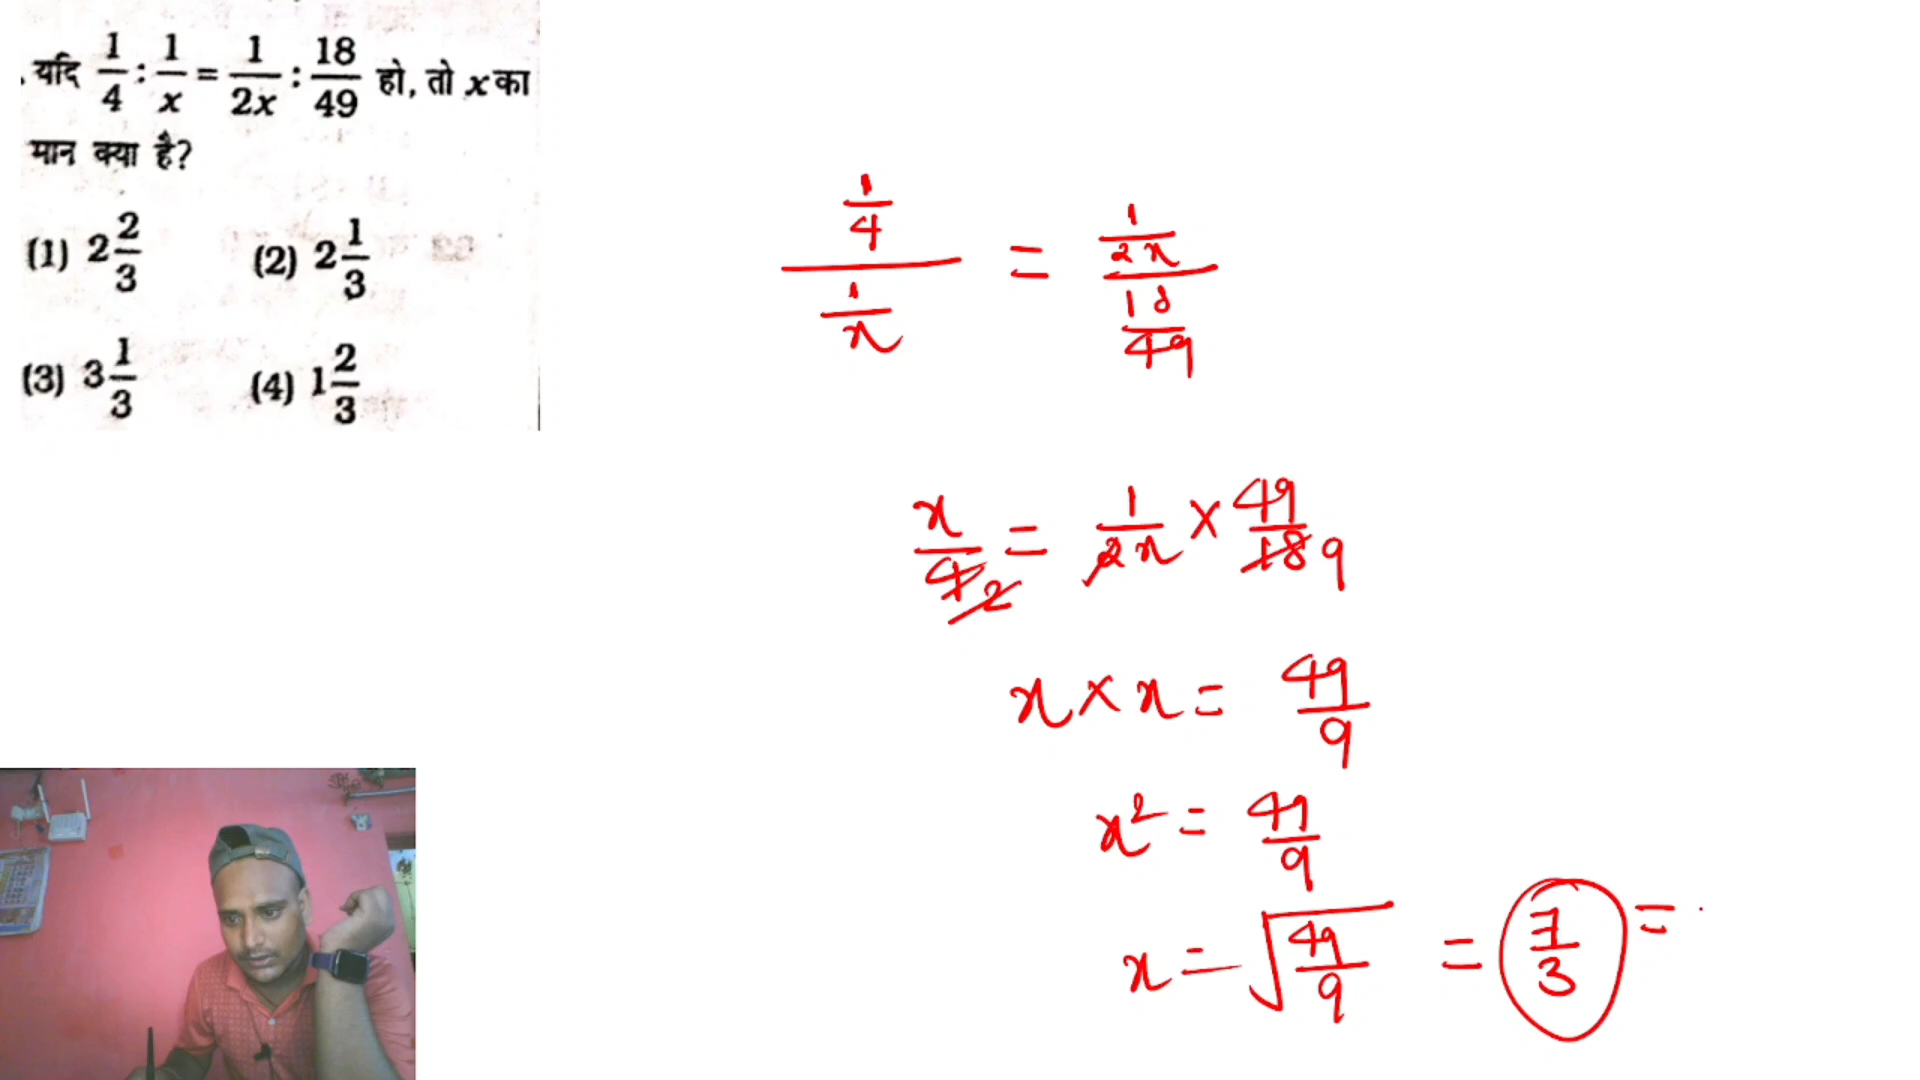 . यदि 1/4 : 1/x = 1/2x : 18/49 हो, तो x का
मान क्या है?
(1) 2 2/3 (2) 2 1/3
(3) 3 1/3 (4) 1 2/3
1/4 / 1/x = 1/2x / 18/49
x/4 2 = 1/2x × 49/18 9
x × x = 49/9
x² = 49/9
x = √49/9 = 7/3 =